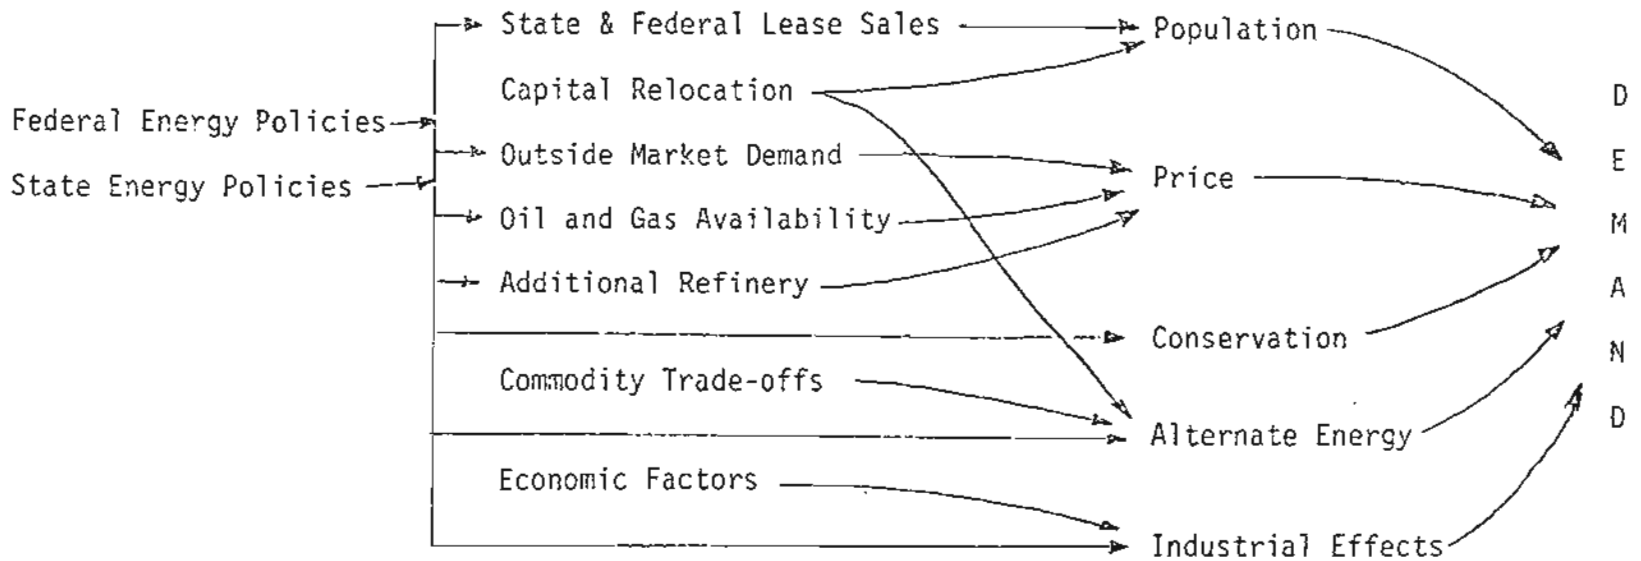 Federal Energy Policies
State Energy Policies
State & Federal Lease Sales
Capital Relocation
Outside Market Demand
Oil and Gas Availability
Additional Refinery
Commodity Trade-offs
Economic Factors
Population
Price
Conservation
Alternate Energy
Industrial Effects
D
E
M
A
N
D